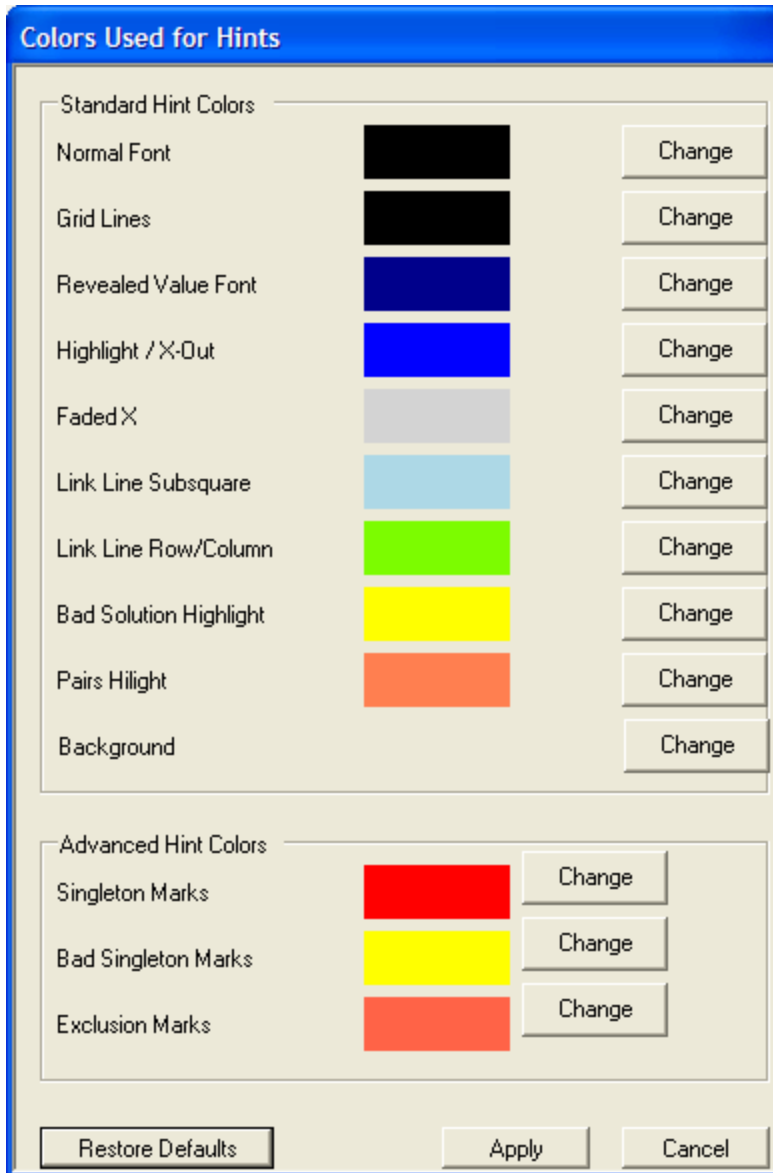 Colors Used for Hints
Standard Hint Colors
Normal Font Change
Grid Lines Change
Revealed Value Font Change
Highlight / X-Out Change
Faded X Change
Link Line Subsquare Change
Link Line Row/Column Change
Bad Solution Highlight Change
Pairs Hilight Change
Background Change
Advanced Hint Colors
Singleton Marks Change
Bad Singleton Marks Change
Exclusion Marks Change
Restore Defaults Apply Cancel